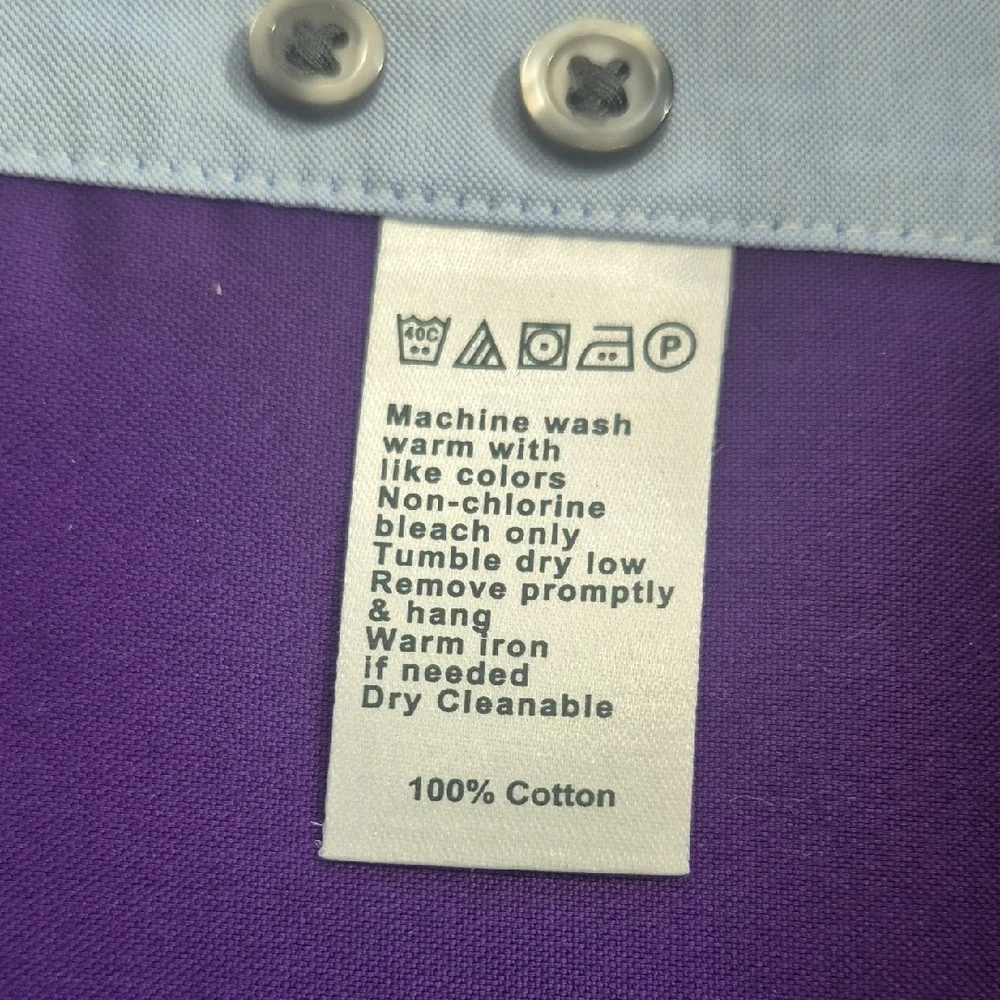 40C P
Machine wash
warm with
like colors
Non-chlorine
bleach only
Tumble dry low
Remove promptly
& hang
Warm iron
if needed
Dry Cleanable
100% Cotton